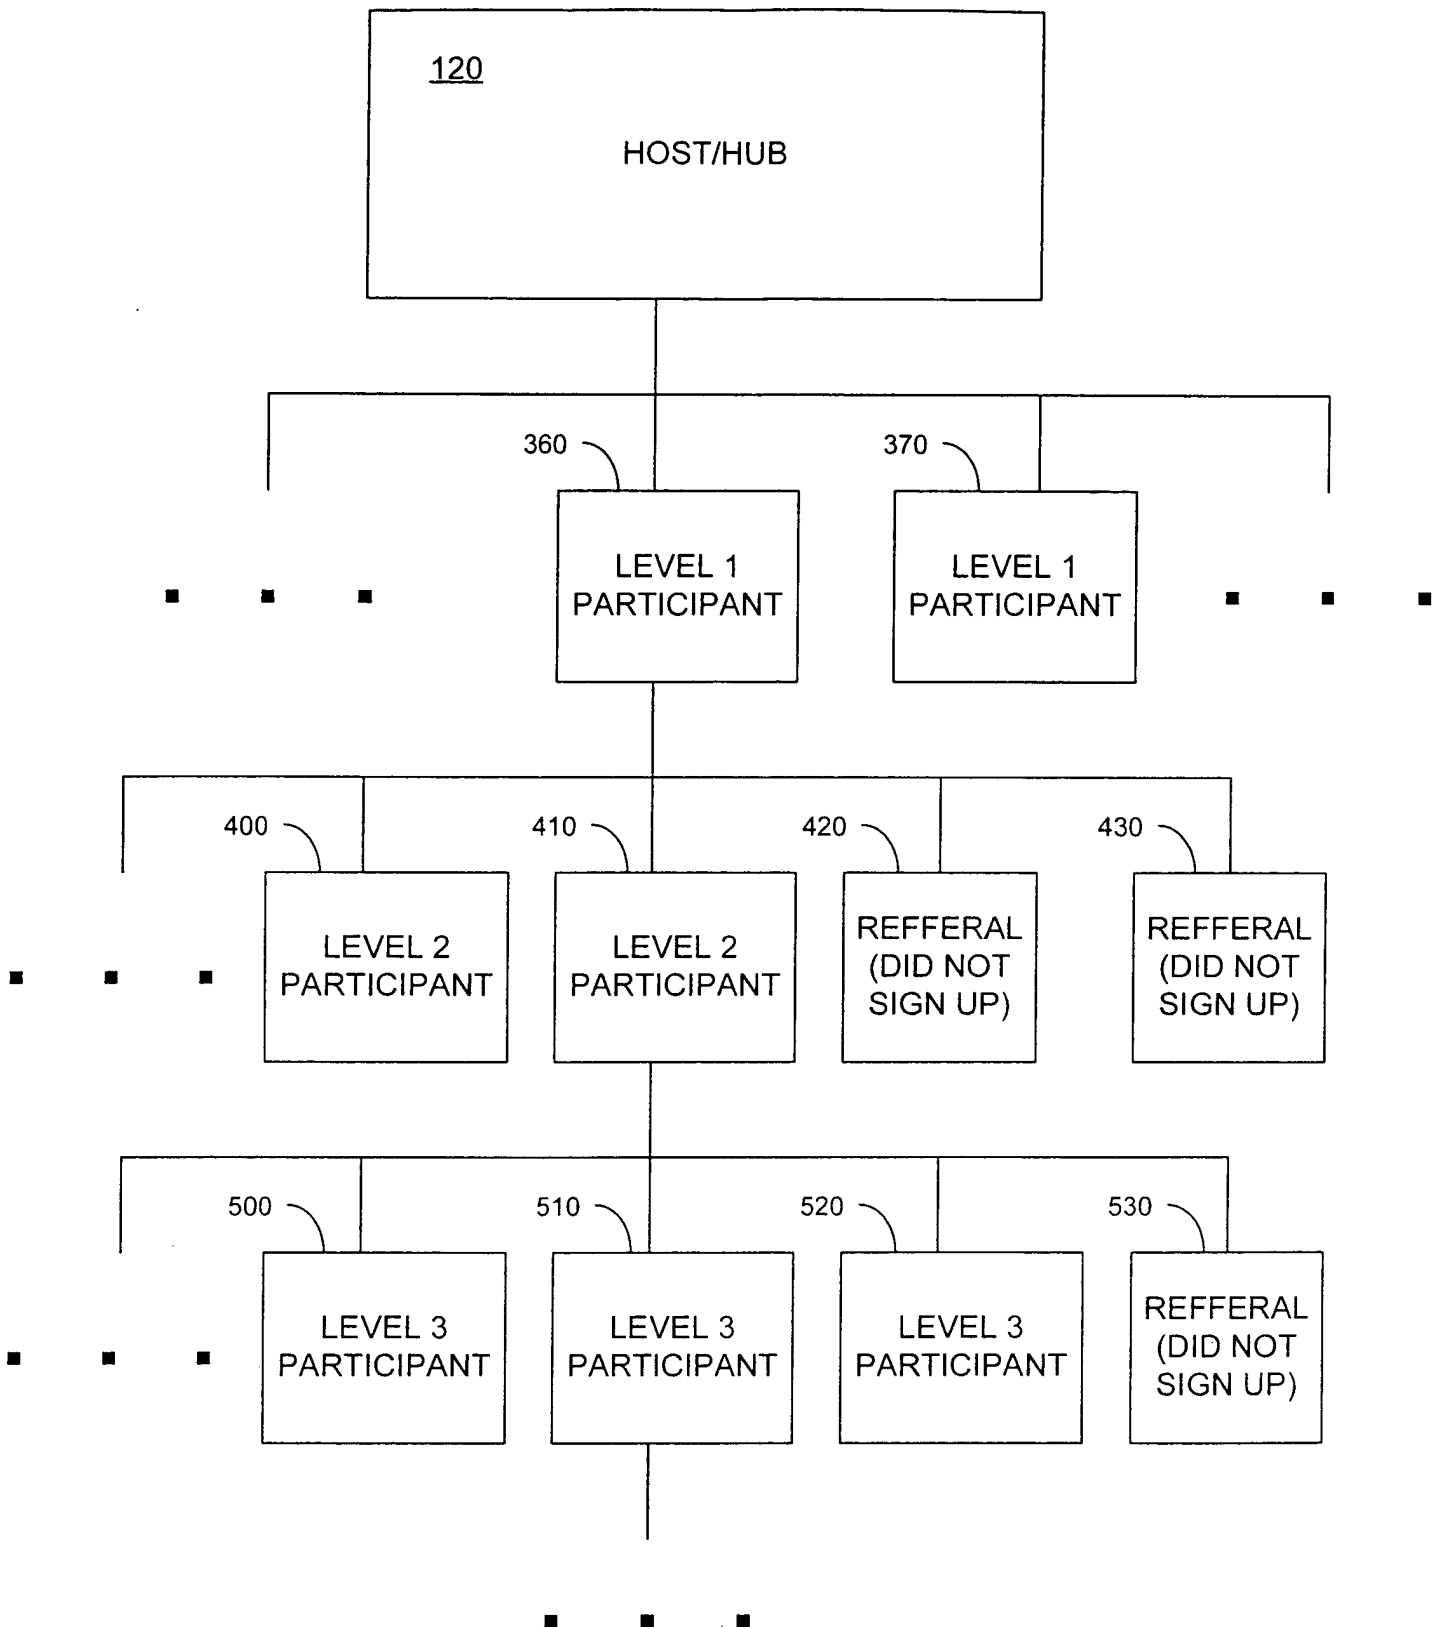 120
HOST/HUB
360
370
LEVEL 1
PARTICIPANT
LEVEL 1
PARTICIPANT
400
410
420
430
LEVEL 2
PARTICIPANT
LEVEL 2
PARTICIPANT
REFFERAL
(DID NOT
SIGN UP)
REFFERAL
(DID NOT
SIGN UP)
500
510
520
530
LEVEL 3
PARTICIPANT
LEVEL 3
PARTICIPANT
LEVEL 3
PARTICIPANT
REFFERAL
(DID NOT
SIGN UP)